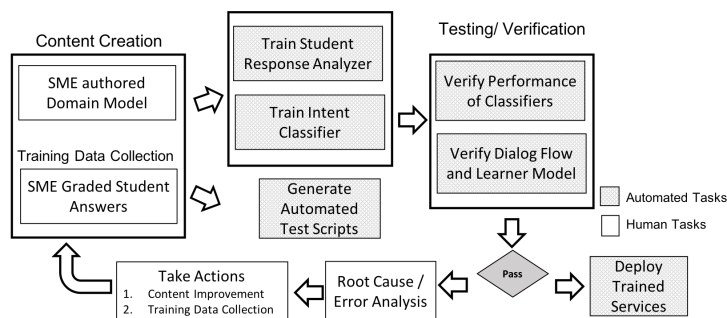 Content Creation
SME authored
Domain Model
Training Data Collection
SME Graded Student
Answers
Train Student
Response Analyzer
Train Intent
Classifier
Generate
Automated
Test Scripts
Testing/ Verification
Verify Performance
of Classifiers
Verify Dialog Flow
and Learner Model
Automated Tasks
Human Tasks
Pass
Deploy
Trained
Services
Root Cause /
Error Analysis
Take Actions
1. Content Improvement
2. Training Data Collection